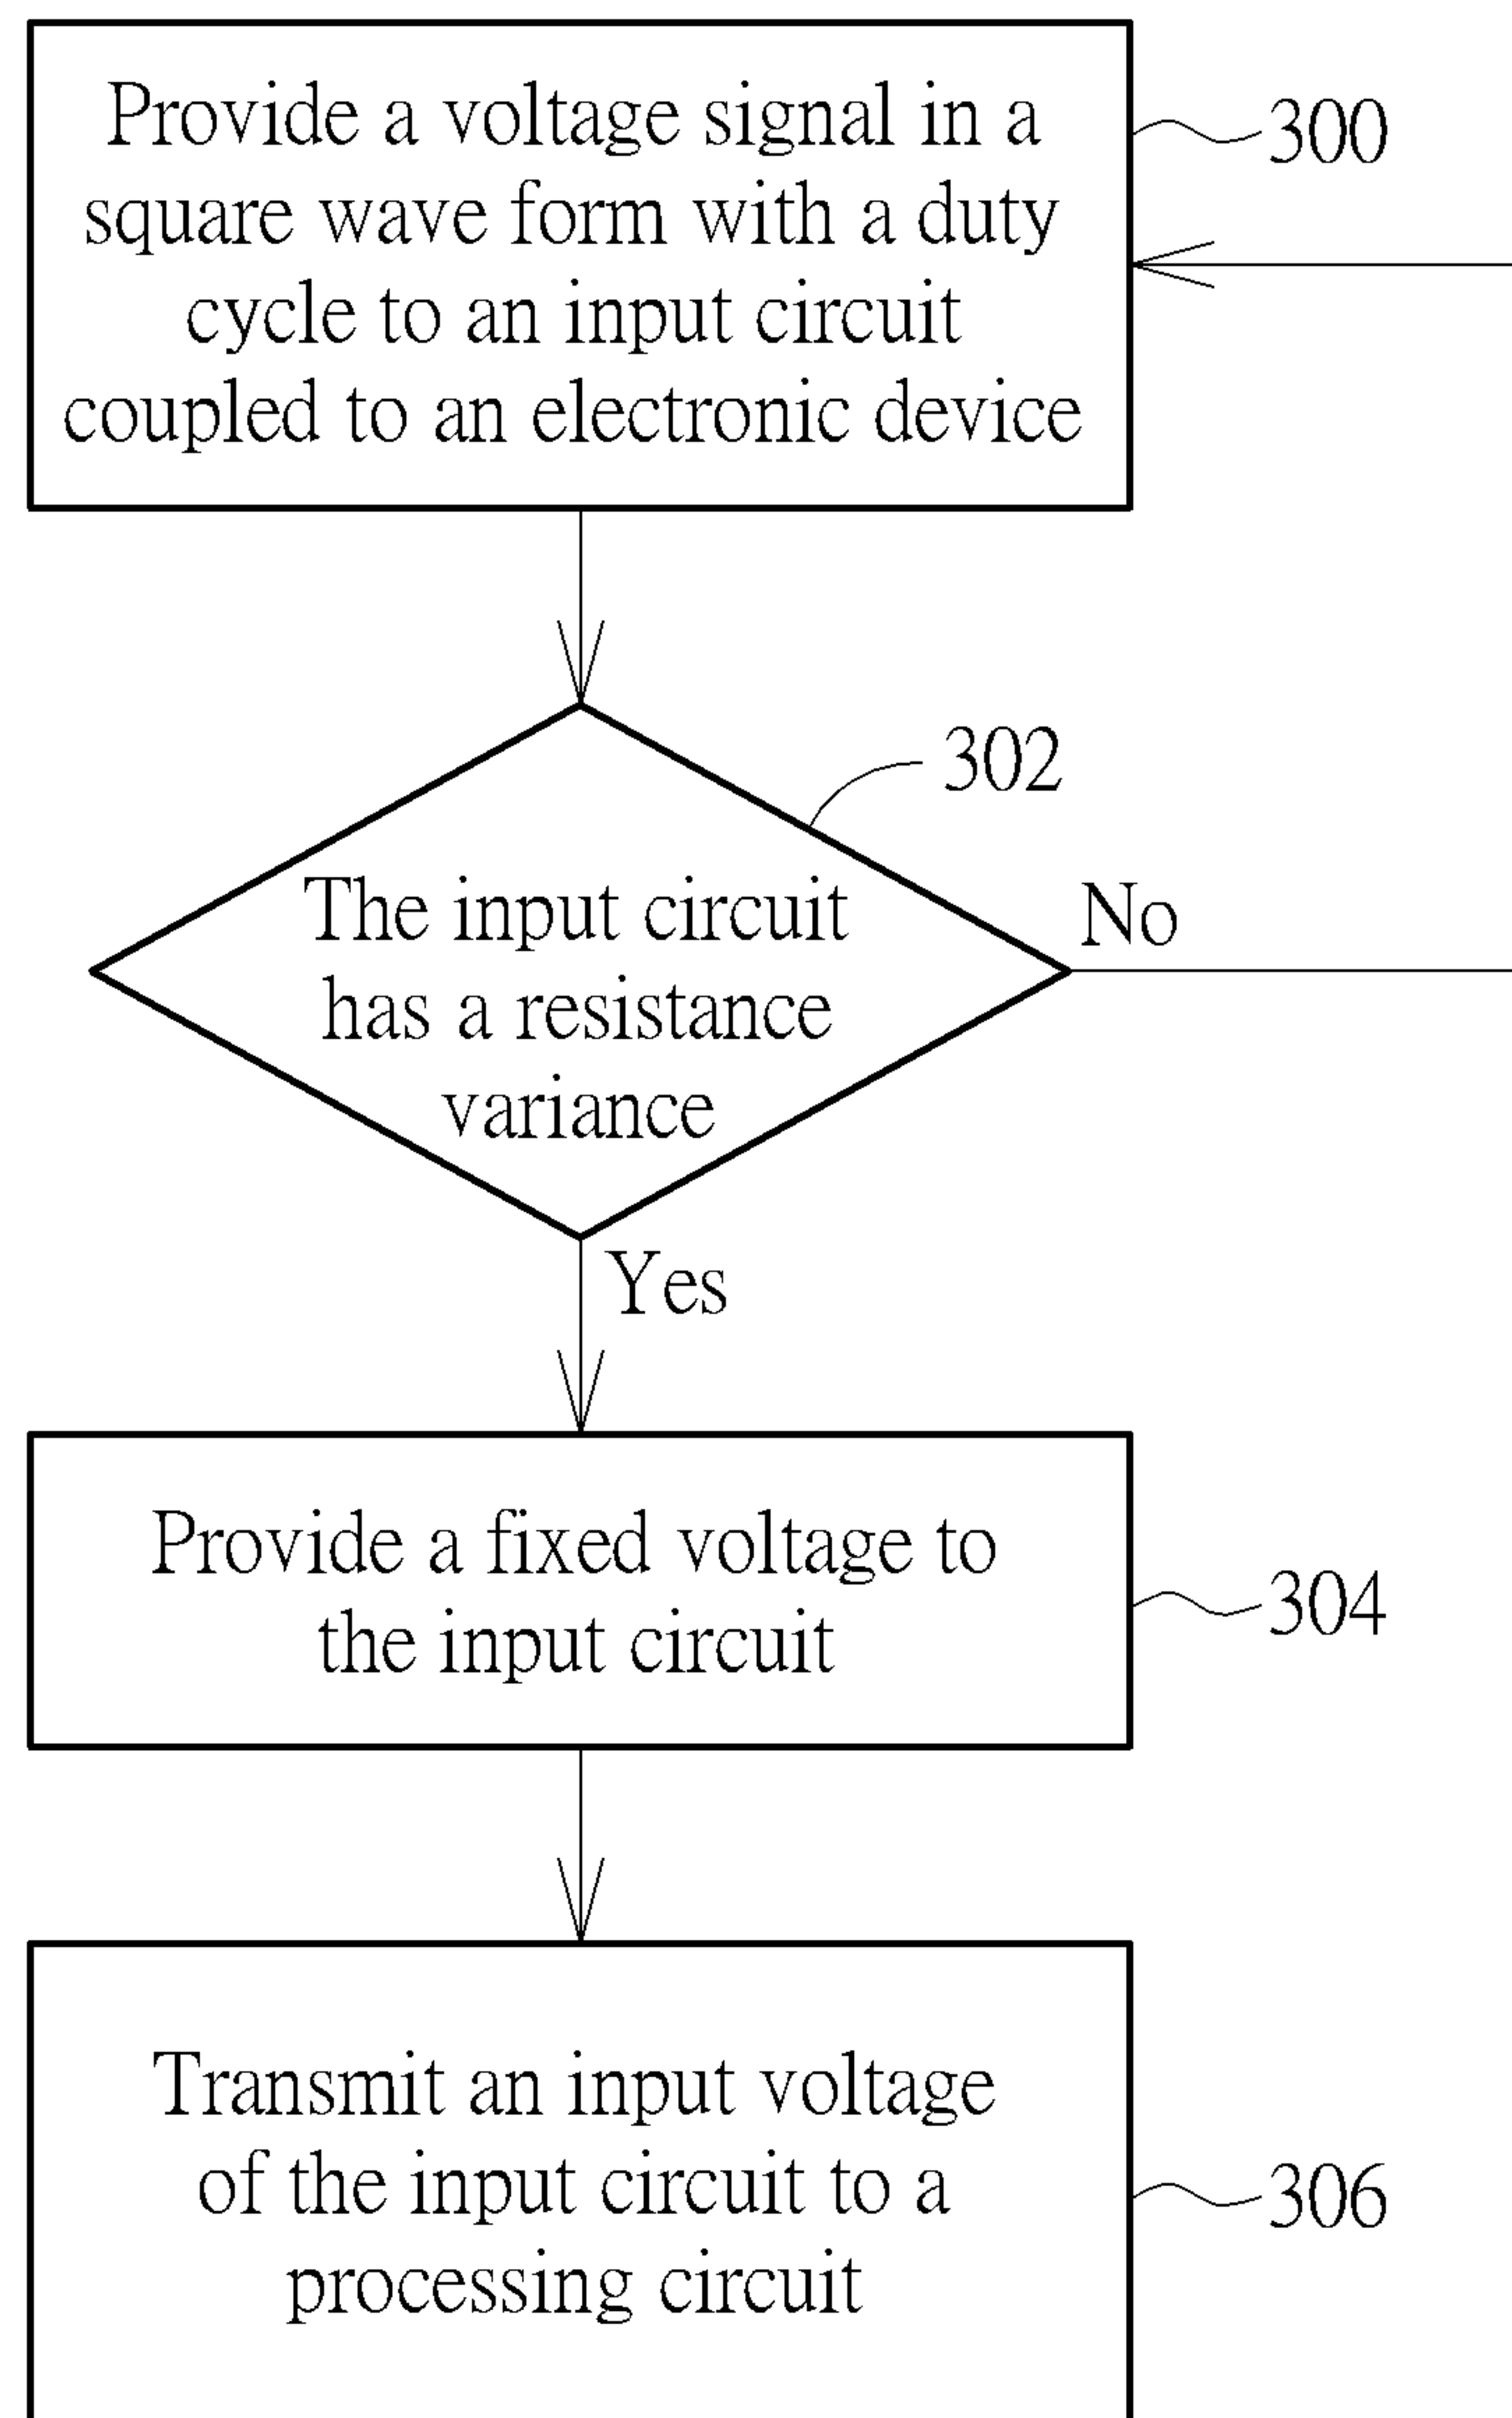 Provide a voltage signal in a
square wave form with a duty
cycle to an input circuit
coupled to an electronic device
300
302
The input circuit
has a resistance
variance
No
Yes
Provide a fixed voltage to
the input circuit
304
Transmit an input voltage
of the input circuit to a
processing circuit
306